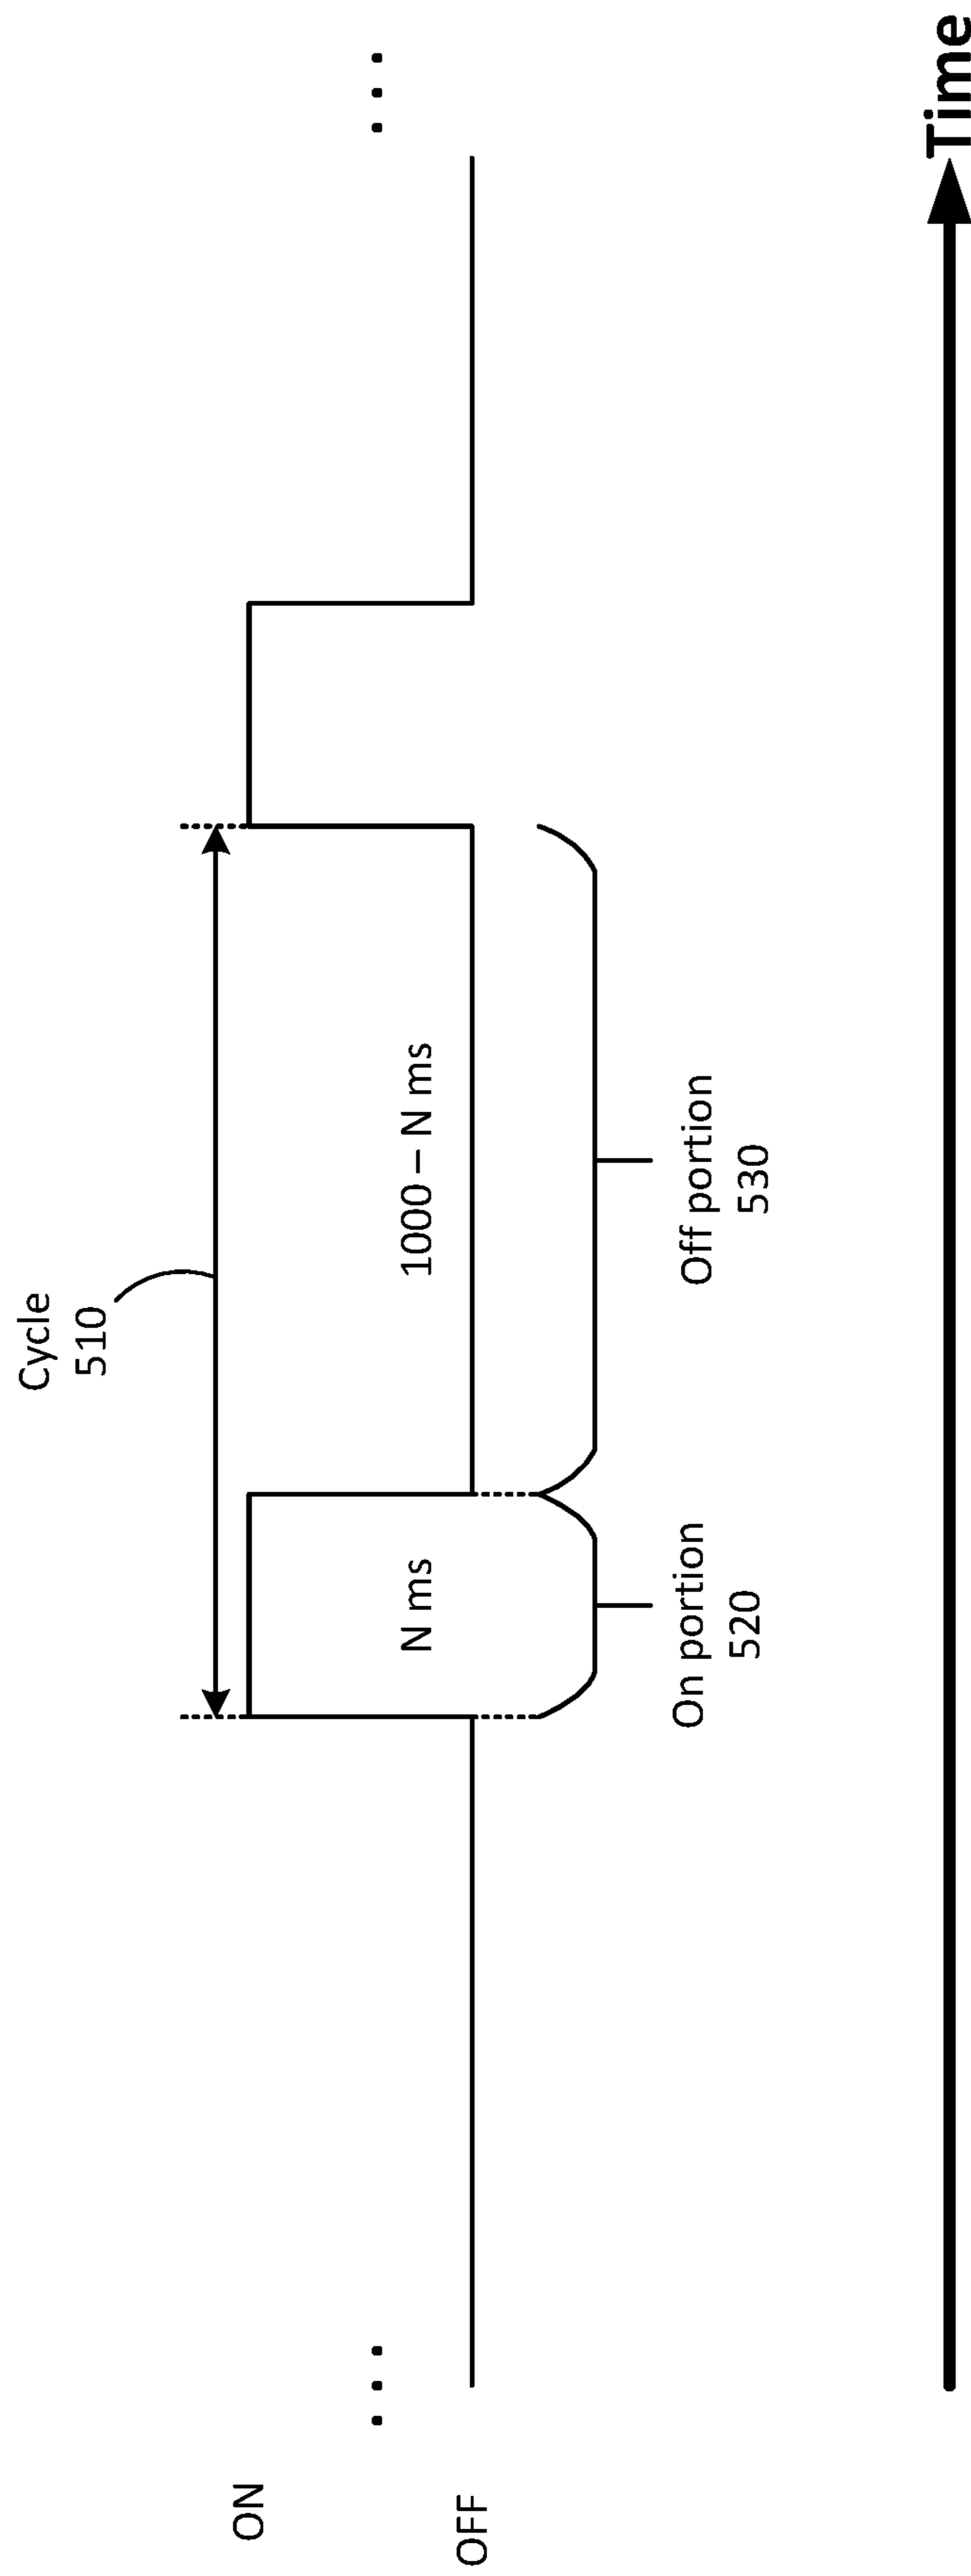 Cycle
510
ON
N ms
1000 – N ms
OFF
On portion
520
Off portion
530
Time